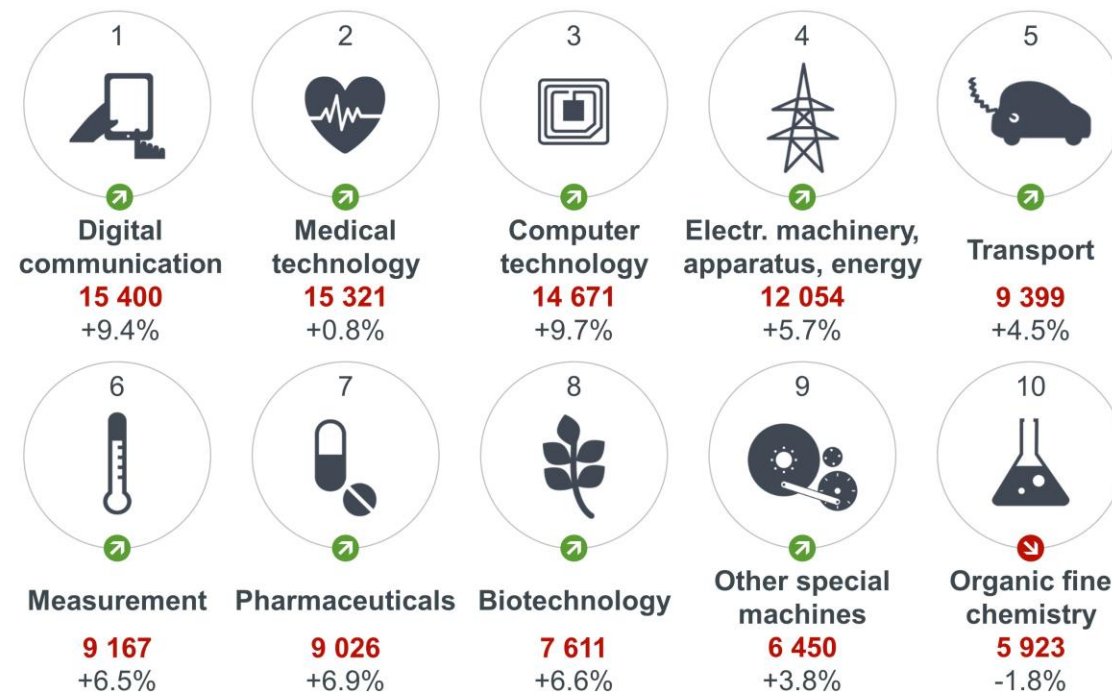 1
2
3
4
5
Digital
communication
15 400
+9.4%
Medical
technology
15 321
+0.8%
Computer
technology
14 671
+9.7%
Electr. machinery,
apparatus, energy
12 054
+5.7%
Transport
9 399
+4.5%
6
7
8
9
10
Measurement
9 167
+6.5%
Pharmaceuticals
9 026
+6.9%
Biotechnology
7 611
+6.6%
Other special
machines
6 450
+3.8%
Organic fine
chemistry
5 923
-1.8%